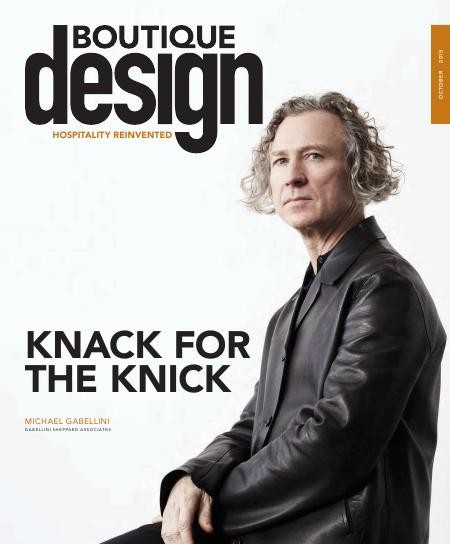 BOUTIQUE
design
HOSPITALITY REINVENTED
OCTOBER 2015
KNACK FOR
THE KNICK
MICHAEL GABELLINI
GABELLINI SHEPPARD ASSOCIATES